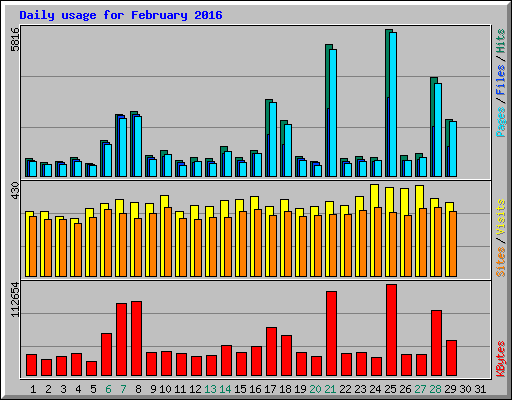 Daily usage for February 2016
5816
Pages / Files / Hits
430
Sites / Visits
112654
KBytes
1 2 3 4 5 6 7 8 9 10 11 12 13 14 15 16 17 18 19 20 21 22 23 24 25 26 27 28 29 30 31